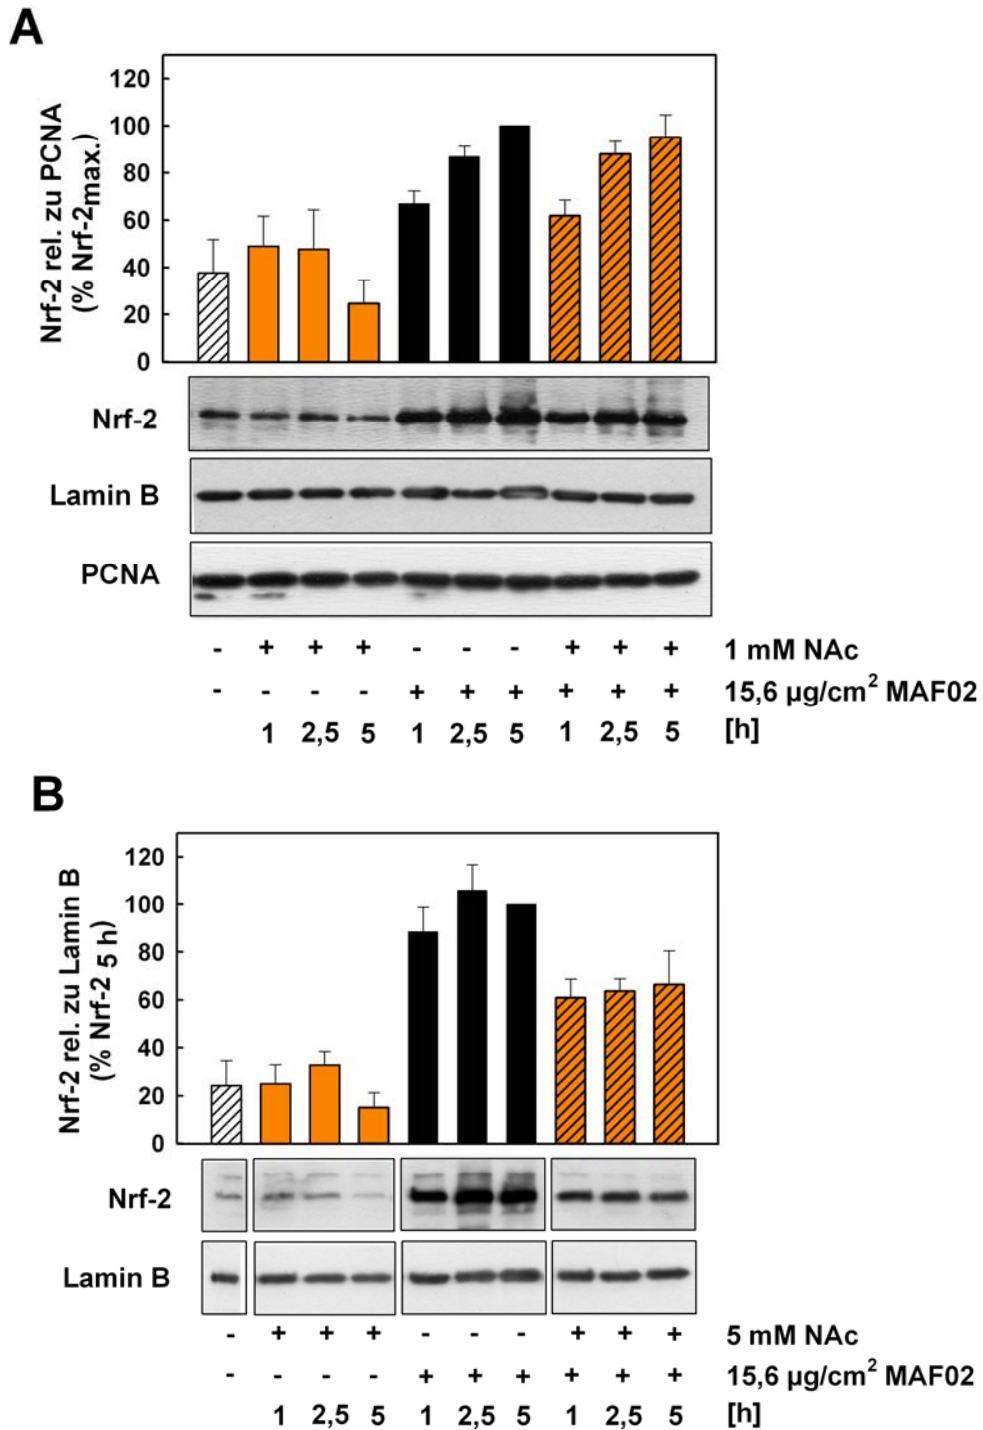 A
Nrf-2 rel. zu PCNA
(% Nrf-2max.)
120
100
80
60
40
20
0
Nrf-2
Lamin B
PCNA
- + + + - - - + + + 1 mM NAc
- - - - + + + + + + 15,6 µg/cm² MAF02
1 2,5 5 1 2,5 5 1 2,5 5 [h]
B
Nrf-2 rel. zu Lamin B
(% Nrf-2 5 h)
120
100
80
60
40
20
0
Nrf-2
Lamin B
- + + + - - - + + + 5 mM NAc
- - - - + + + + + + 15,6 µg/cm² MAF02
1 2,5 5 1 2,5 5 1 2,5 5 [h]